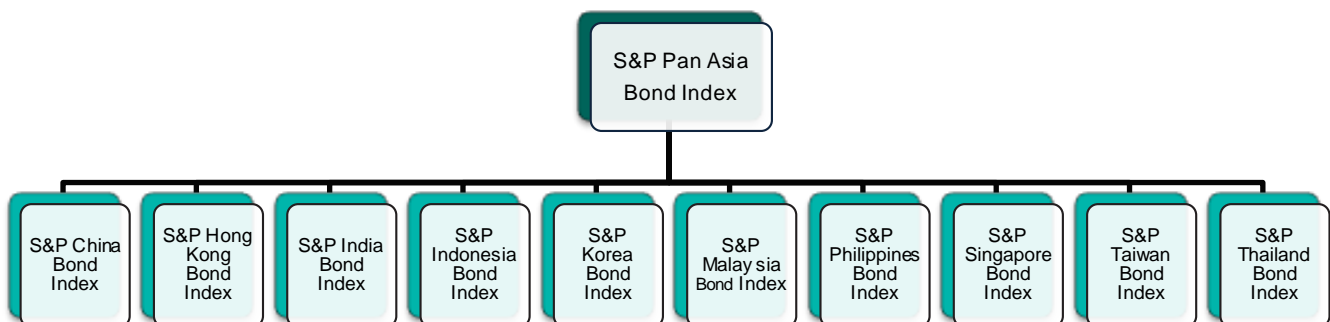 S&P Pan Asia
Bond Index
S&P China
Bond
Index
S&P Hong
Kong
Bond
Index
S&P India
Bond
Index
S&P
Indonesia
Bond
Index
S&P
Korea
Bond
Index
S&P
Malay sia
Bond Index
S&P
Philippines
Bond
Index
S&P
Singapore
Bond
Index
S&P
Taiwan
Bond
Index
S&P
Thailand
Bond
Index